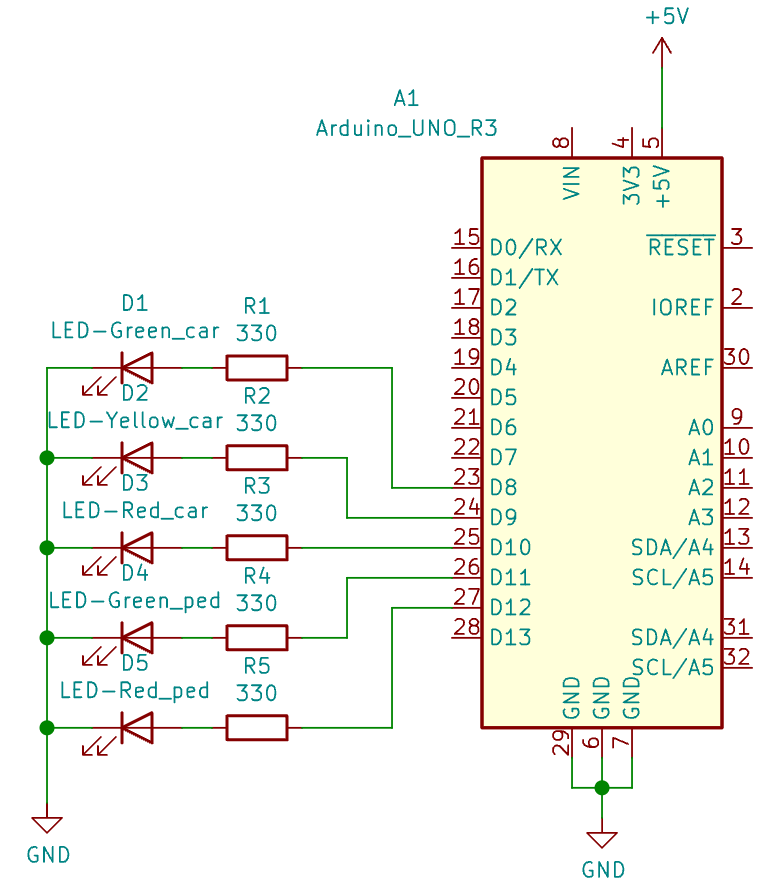 +5V
A1
Arduino_UNO_R3
8
4
5
VIN
3V3
+5V
15 D0/RX
16 D1/TX
17 D2
18 D3
19 D4
20 D5
21 D6
22 D7
23 D8
24 D9
25 D10
26 D11
27 D12
28 D13
RESET 3
IOREF 2
AREF 30
A0 9
A1 10
A2 11
A3 12
SDA/A4 13
SCL/A5 14
SDA/A4 31
SCL/A5 32
GND
GND
GND
29
6
7
GND
D1
LED-Green_car
R1
330
D2
LED-Yellow_car
R2
330
D3
LED-Red_car
R3
330
D4
LED-Green_ped
R4
330
D5
LED-Red_ped
R5
330
GND